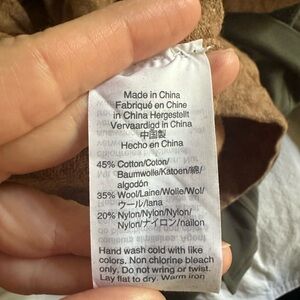 Made in China
Fabriqué en Chine
in China Hergestellt
Vervaardigd in China
中国製
Hecho en China
45% Cotton/Coton/
Baumwolle/Katoen/綿/
algodón
35% Wool/Laine/Wolle/Wol/
ウール/lana
20% Nylon/Nylon/Nylon/
Nylon/ナイロン/nailon
Hand wash cold with like
colors. Non chlorine bleach
only. Do not wring or twist.
Lay flat to dry. Warm iron